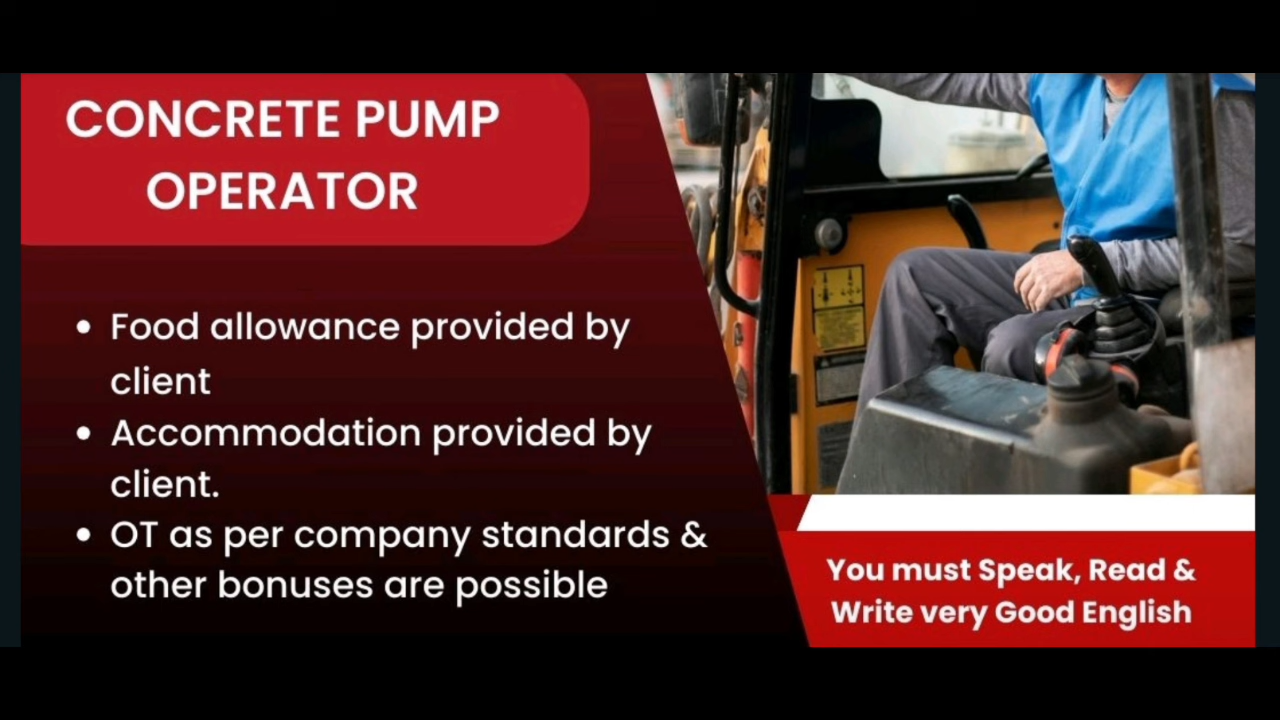 CONCRETE PUMP
OPERATOR
• Food allowance provided by
client
• Accommodation provided by
client.
• OT as per company standards &
other bonuses are possible
You must Speak, Read &
Write very Good English